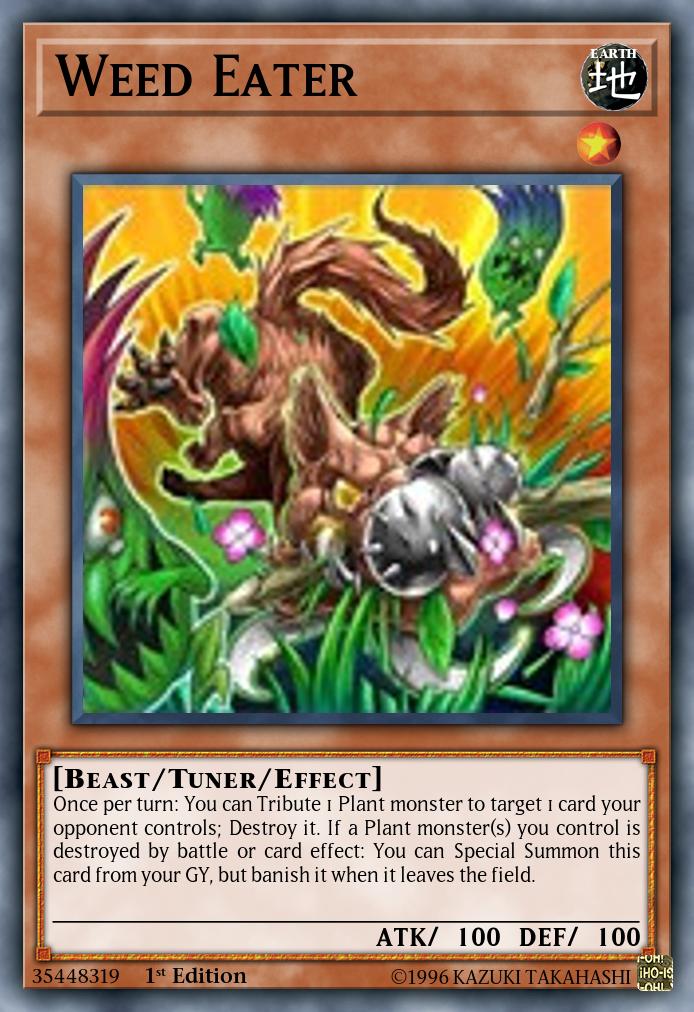 WEED EATER
EARTH
地
[BEAST/TUNER/EFFECT]
Once per turn: You can Tribute 1 Plant monster to target 1 card your
opponent controls; Destroy it. If a Plant monster(s) you control is
destroyed by battle or card effect: You can Special Summon this
card from your GY, but banish it when it leaves the field.
ATK/ 100 DEF/ 100
35448319 1st Edition ©1996 KAZUKI TAKAHASHI